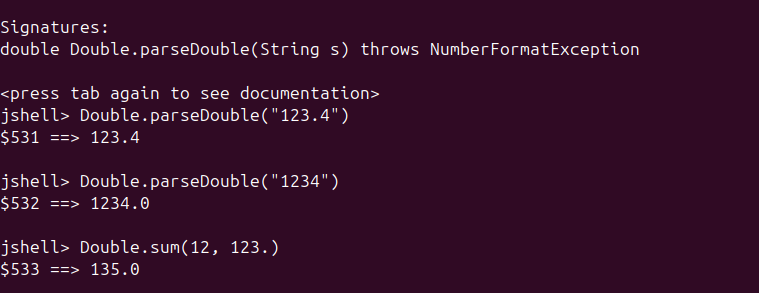 Signatures:
double Double.parseDouble(String s) throws NumberFormatException
<press tab again to see documentation>
jshell> Double.parseDouble("123.4")
$531 ==> 123.4
jshell> Double.parseDouble("1234")
$532 ==> 1234.0
jshell> Double.sum(12, 123.)
$533 ==> 135.0